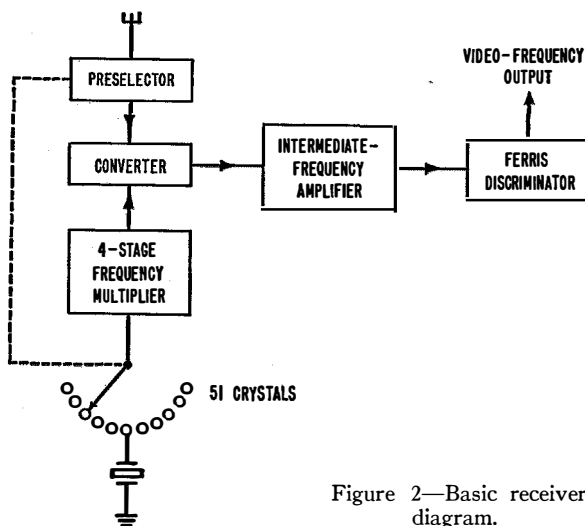 VIDEO-FREQUENCY
OUTPUT
PRESELECTOR
CONVERTER
INTERMEDIATE-
FREQUENCY
AMPLIFIER
FERRIS
DISCRIMINATOR
4-STAGE
FREQUENCY
MULTIPLIER
51 CRYSTALS
Figure 2—Basic receiver
diagram.